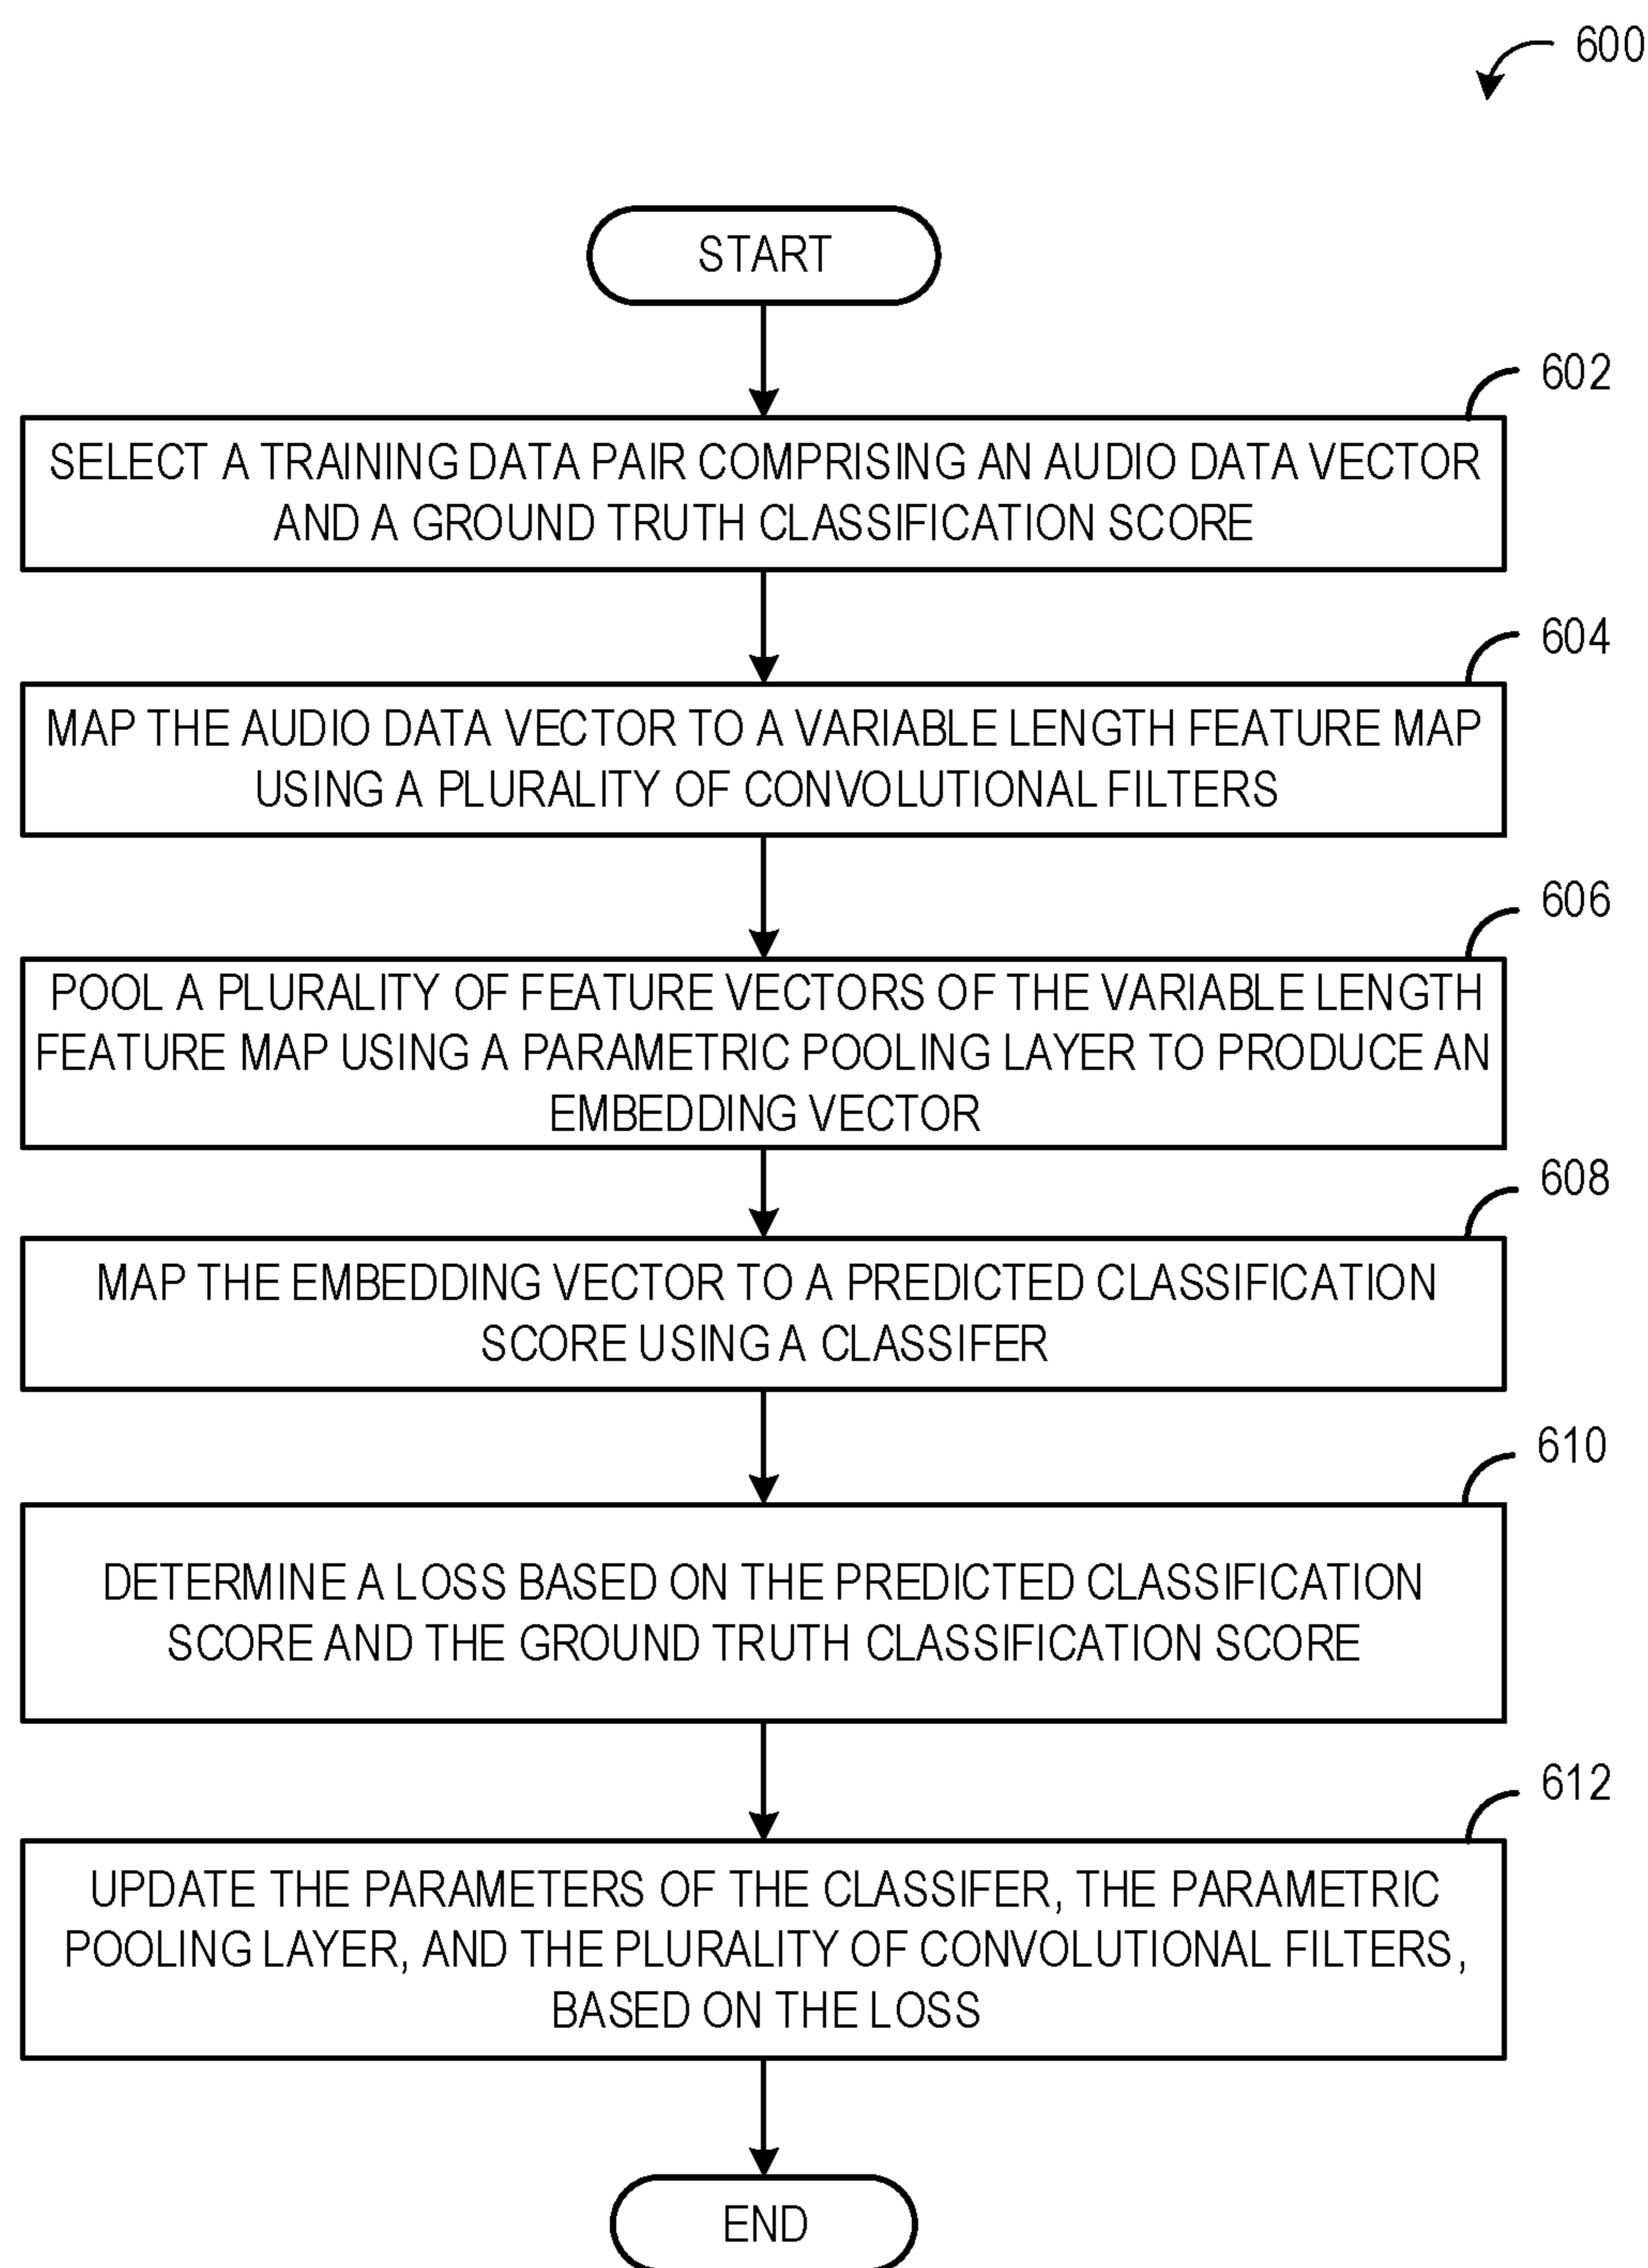 600
START
602
SELECT A TRAINING DATA PAIR COMPRISING AN AUDIO DATA VECTOR
AND A GROUND TRUTH CLASSIFICATION SCORE
604
MAP THE AUDIO DATA VECTOR TO A VARIABLE LENGTH FEATURE MAP
USING A PLURALITY OF CONVOLUTIONAL FILTERS
606
POOL A PLURALITY OF FEATURE VECTORS OF THE VARIABLE LENGTH
FEATURE MAP USING A PARAMETRIC POOLING LAYER TO PRODUCE AN
EMBEDDING VECTOR
608
MAP THE EMBEDDING VECTOR TO A PREDICTED CLASSIFICATION
SCORE USING A CLASSIFER
610
DETERMINE A LOSS BASED ON THE PREDICTED CLASSIFICATION
SCORE AND THE GROUND TRUTH CLASSIFICATION SCORE
612
UPDATE THE PARAMETERS OF THE CLASSIFER, THE PARAMETRIC
POOLING LAYER, AND THE PLURALITY OF CONVOLUTIONAL FILTERS,
BASED ON THE LOSS
END